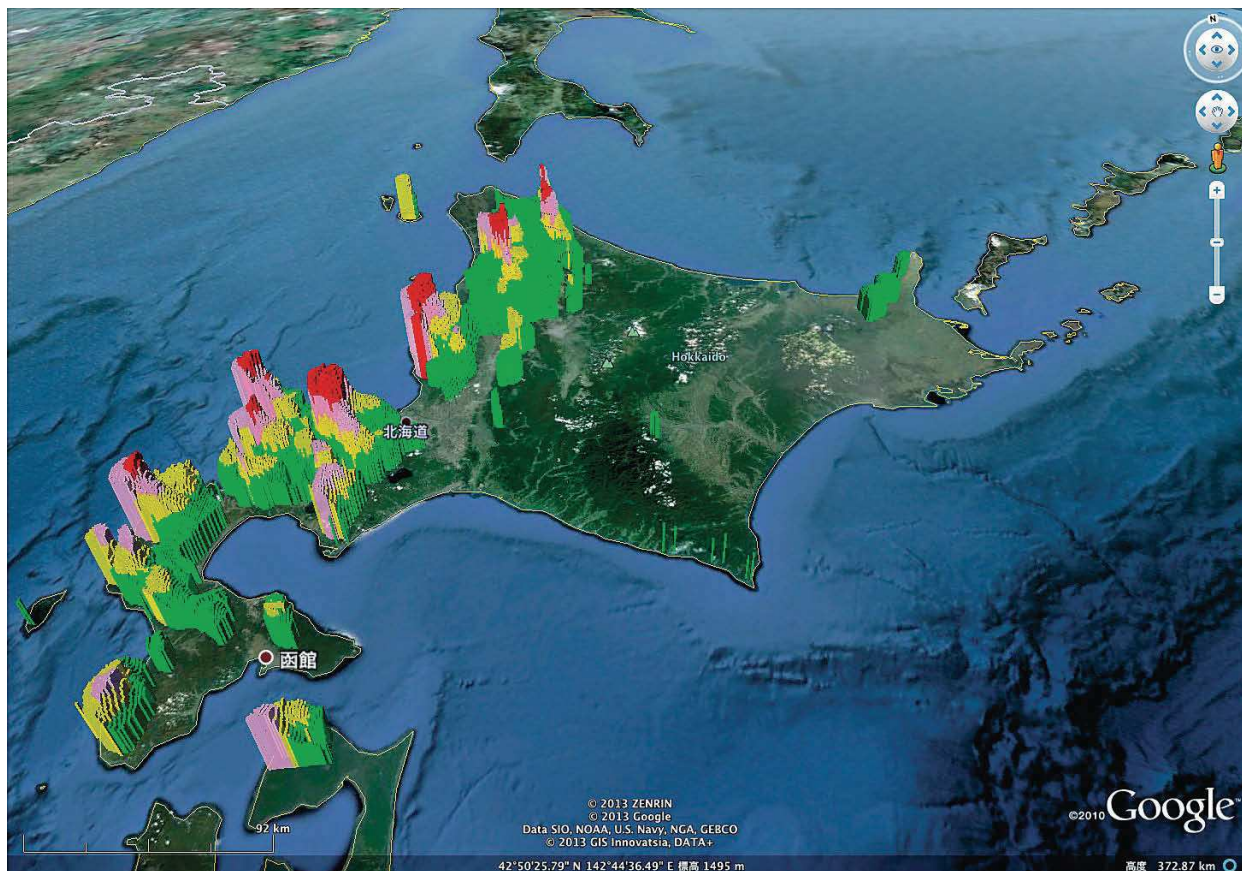 N
Hokkaido
北海道
函館
92 km
© 2013 ZENRIN
© 2013 Google
Data SIO, NOAA, U.S. Navy, NGA, GEBCO
© 2013 GIS Innovatsia, DATA+
©2010 Google™
42°50'25.79" N 142°44'36.49" E 標高 1495 m
高度 372.87 km